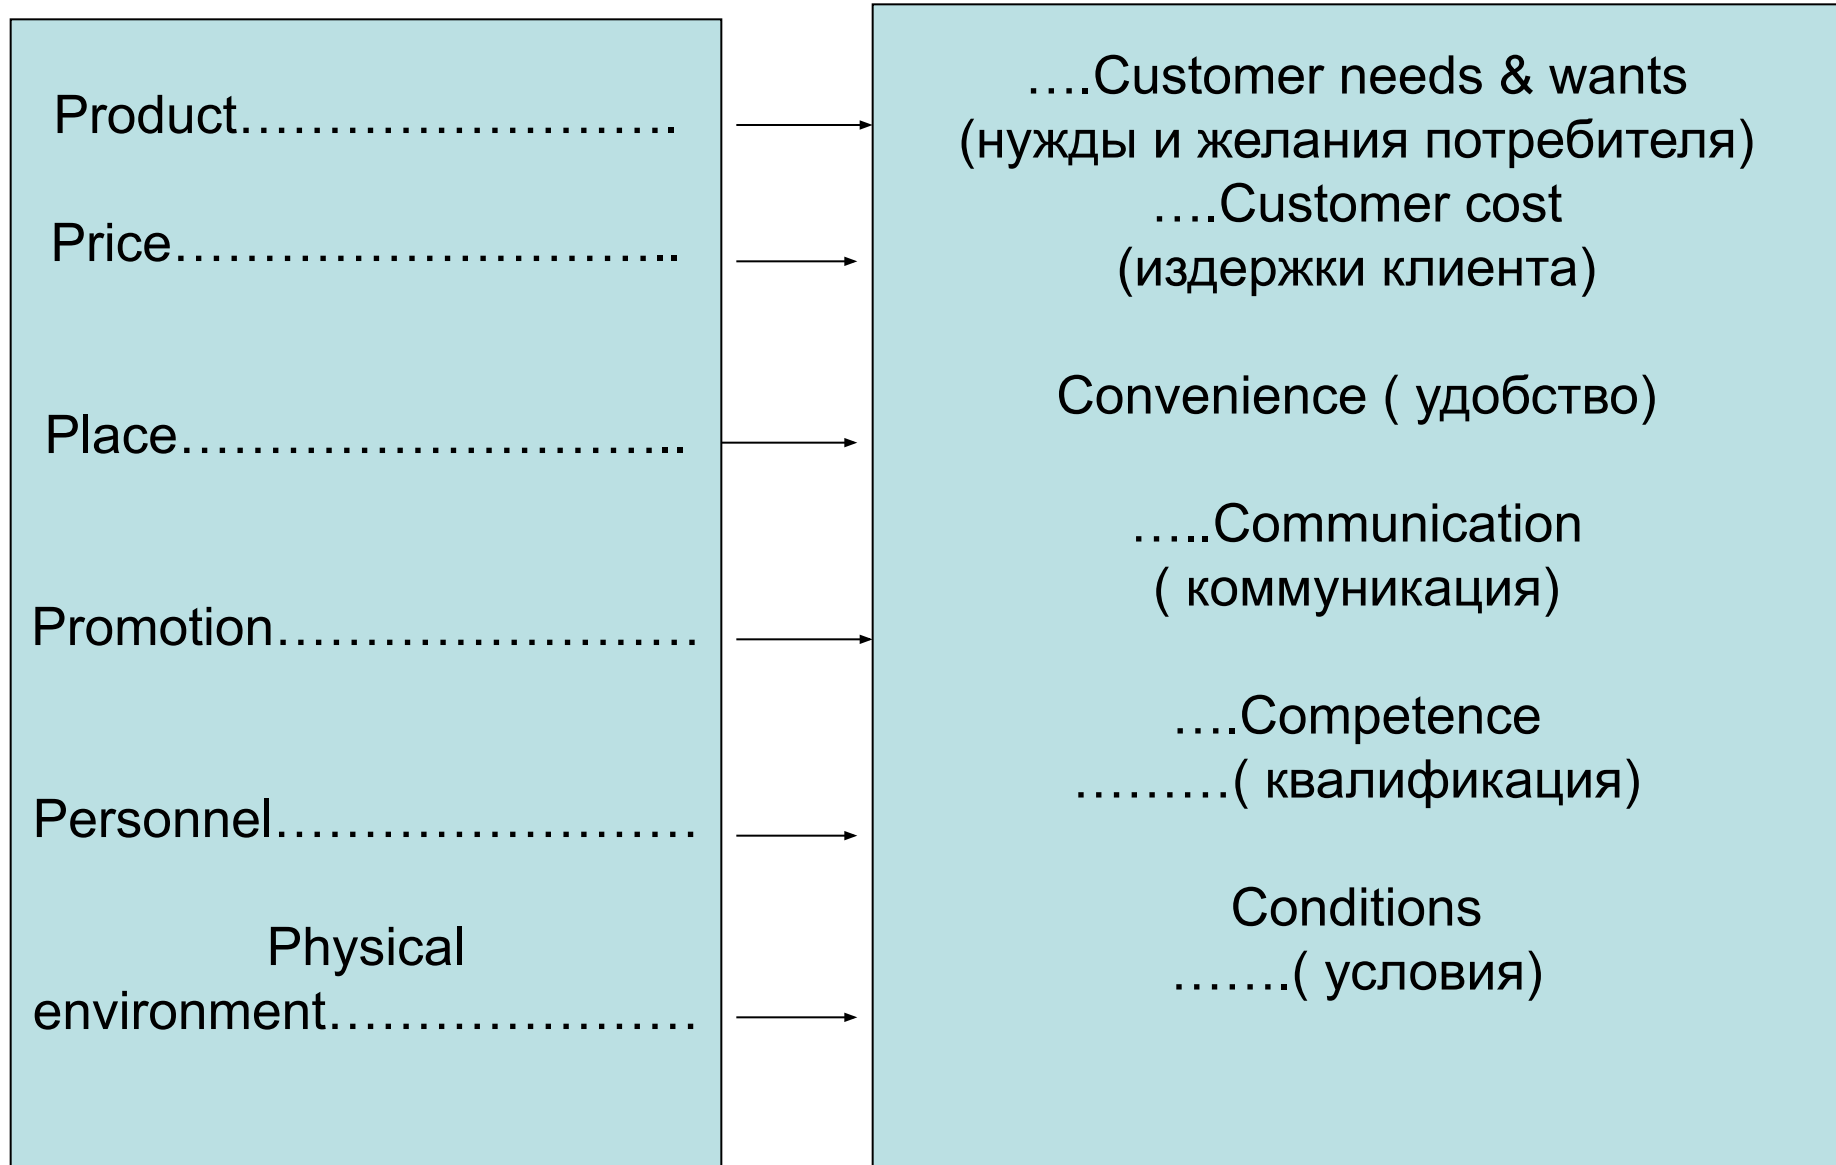 Product……………………….
Price…………………………..
Place…………………………..
Promotion………………………
Personnel………………………
Physical
environment…………………
….Customer needs & wants
(нужды и желания потребителя)
….Customer cost
(издержки клиента)
Convenience ( удобство)
…..Communication
( коммуникация)
….Competence
………( квалификация)
Conditions
…….( условия)